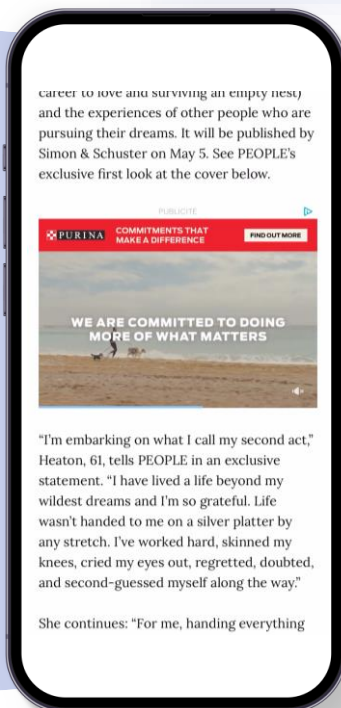 career to love and surviving an empty nest)
and the experiences of other people who are
pursuing their dreams. It will be published by
Simon & Schuster on May 5. See PEOPLE's
exclusive first look at the cover below.
PUBLICITÉ
PURINA
COMMITMENTS THAT
MAKE A DIFFERENCE
FIND OUT MORE
WE ARE COMMITTED TO DOING
MORE OF WHAT MATTERS
“I'm embarking on what I call my second act,”
Heaton, 61, tells PEOPLE in an exclusive
statement. “I have lived a life beyond my
wildest dreams and I'm so grateful. Life
wasn't handed to me on a silver platter by
any stretch. I've worked hard, skinned my
knees, cried my eyes out, regretted, doubted,
and second-guessed myself along the way.”
She continues: “For me, handing everything